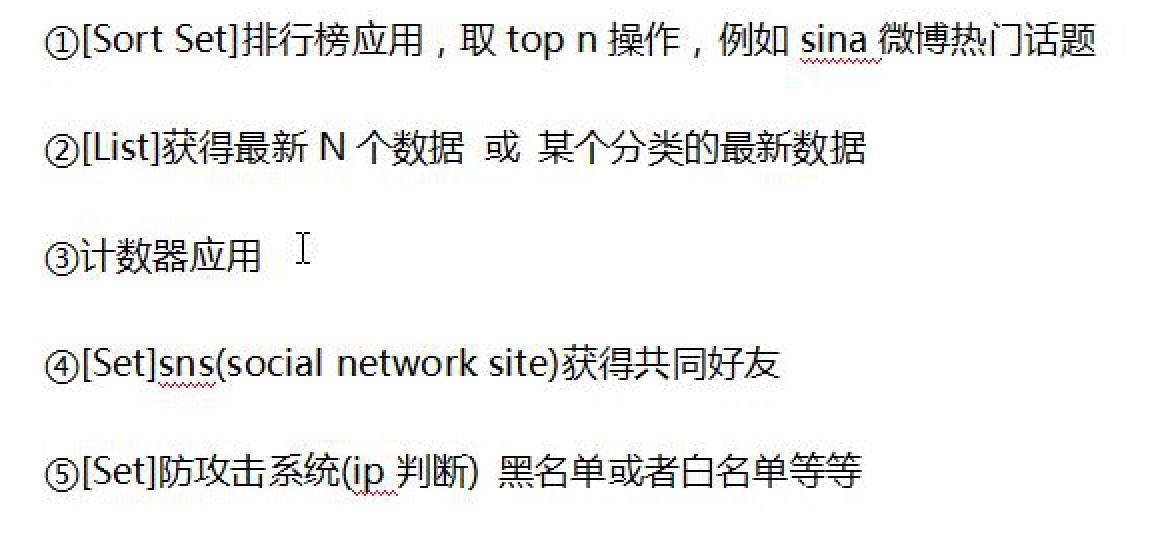 ①[Sort Set]排行榜应用，取 top n 操作，例如 sina 微博热门话题
②[List]获得最新 N 个数据 或 某个分类的最新数据
③计数器应用
④[Set]sns(social network site)获得共同好友
⑤[Set]防攻击系统(ip 判断) 黑名单或者白名单等等